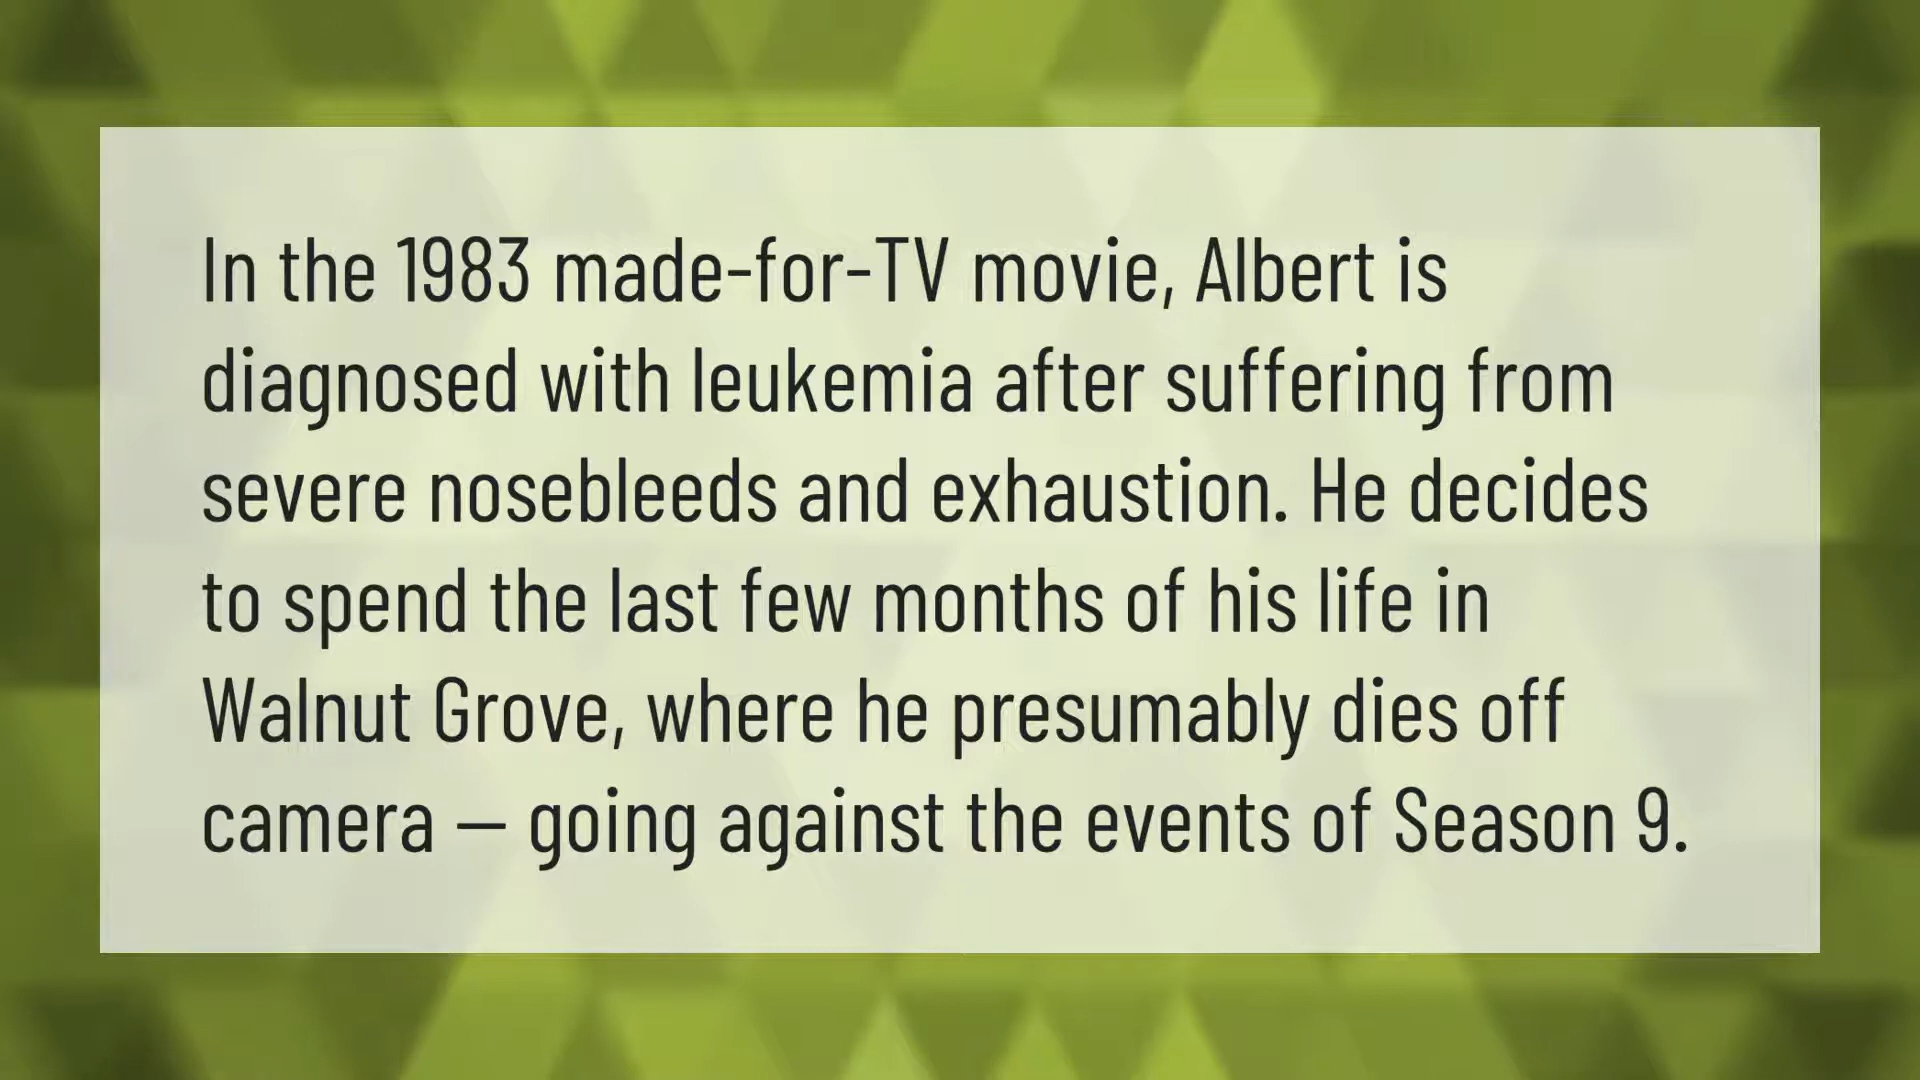 In the 1983 made-for-TV movie, Albert is
diagnosed with leukemia after suffering from
severe nosebleeds and exhaustion. He decides
to spend the last few months of his life in
Walnut Grove, where he presumably dies off
camera — going against the events of Season 9.